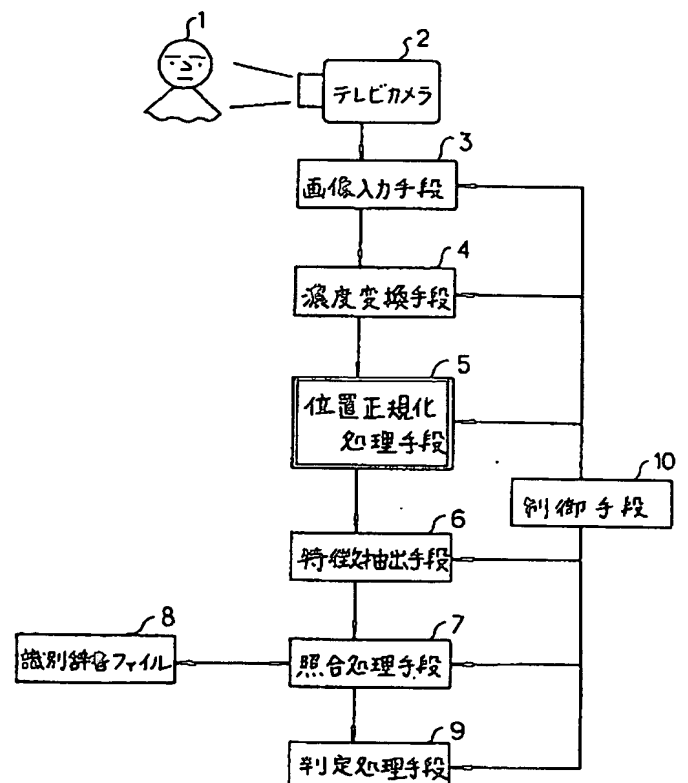 1
2
テレビカメラ
3
画像入力手段
4
濃度変換手段
5
位置正規化
処理手段
10
制御手段
6
特徴抽出手段
8
識別辞書ファイル
7
照合処理手段
9
判定処理手段